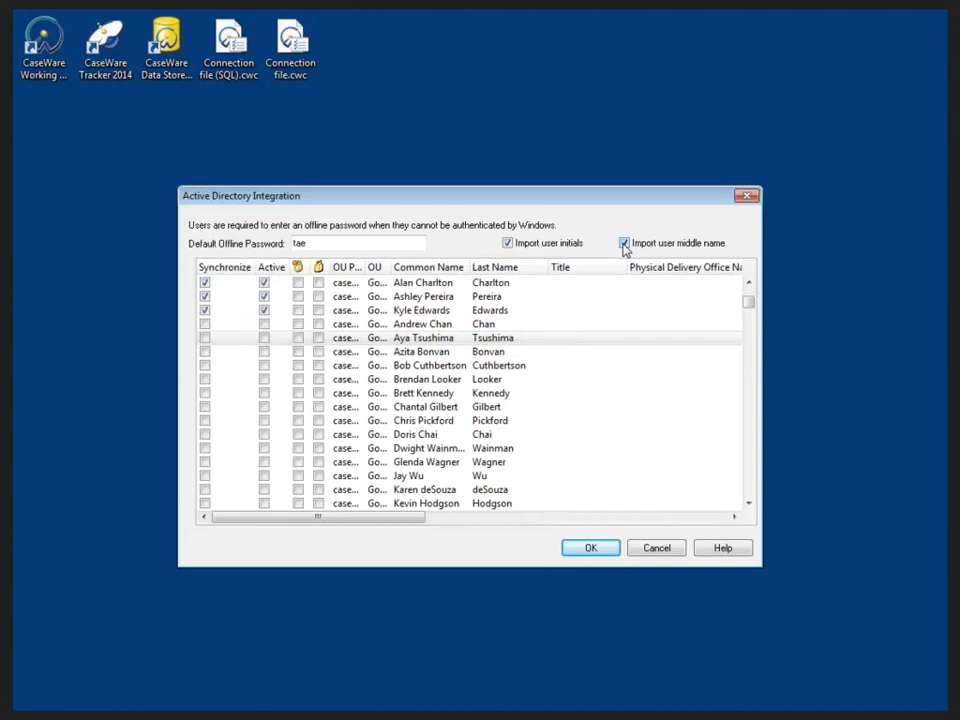 CaseWare Working ...
CaseWare Tracker 2014
CaseWare Data Store...
Connection file (SQL).cwc
Connection file.cwc
Active Directory Integration
Users are required to enter an offline password when they cannot be authenticated by Windows.
Default Offline Password: tae Import user initials Import user middle name
Synchronize Active OU P... OU Common Name Last Name Title Physical Delivery Office Na
case... Go... Alan Charlton Charlton
case... Go... Ashley Pereira Pereira
case... Go... Kyle Edwards Edwards
case... Go... Andrew Chan Chan
case... Go... Aya Tsushima Tsushima
case... Go... Azita Bonvan Bonvan
case... Go... Bob Cuthbertson Cuthbertson
case... Go... Brendan Looker Looker
case... Go... Brett Kennedy Kennedy
case... Go... Chantal Gilbert Gilbert
case... Go... Chris Pickford Pickford
case... Go... Doris Chai Chai
case... Go... Dwight Wainm... Wainman
case... Go... Glenda Wagner Wagner
case... Go... Jay Wu Wu
case... Go... Karen deSouza deSouza
case... Go... Kevin Hodgson Hodgson
OK Cancel Help